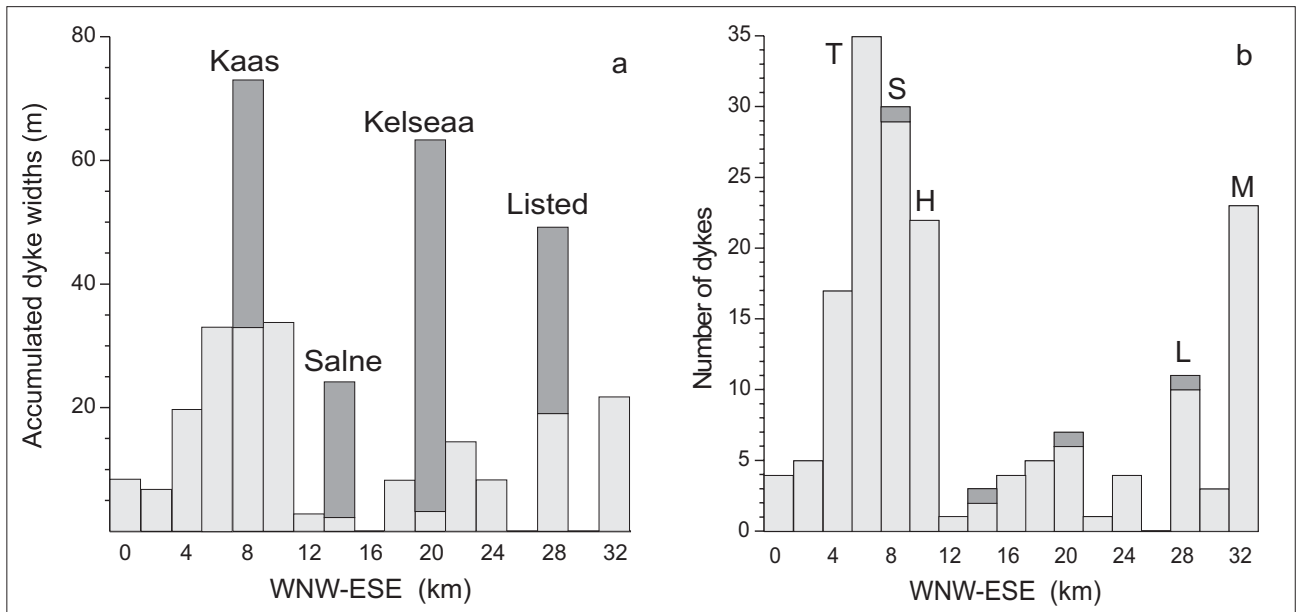 a
Accumulated dyke widths (m)
80
60
40
20
Kaas
Kelseaa
Listed
Salne
0 4 8 12 16 20 24 28 32
WNW-ESE (km)
b
Number of dykes
35
30
25
20
15
10
5
0
T
S
H
L
M
0 4 8 12 16 20 24 28 32
WNW-ESE (km)